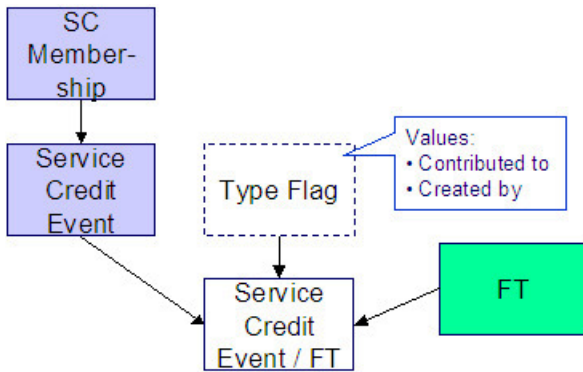 SC
Member-
ship
Service
Credit
Event
Type Flag
Values:
• Contributed to
• Created by
FT
Service
Credit
Event / FT